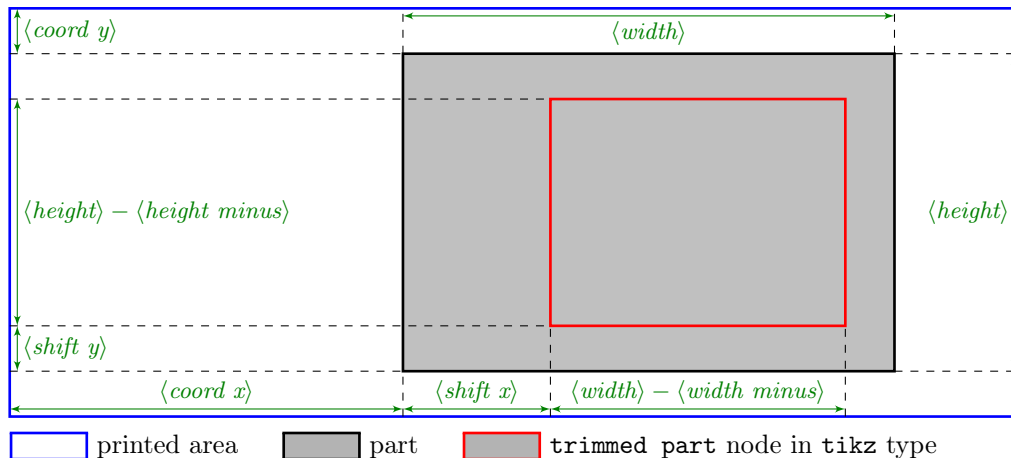 ⟨coord y⟩
⟨width⟩
⟨height⟩ − ⟨height minus⟩
⟨height⟩
⟨shift y⟩
⟨coord x⟩
⟨shift x⟩
⟨width⟩ − ⟨width minus⟩
printed area
part
trimmed part node in tikz type